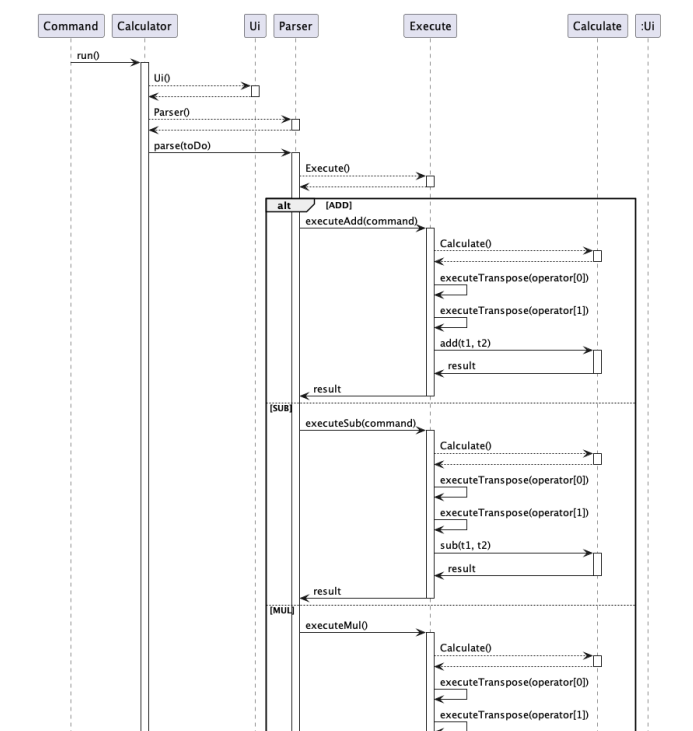 Command Calculator Ui Parser Execute Calculate :Ui
run()
Ui()
Parser()
parse(toDo)
Execute()
alt [ADD]
executeAdd(command)
Calculate()
executeTranspose(operator[0])
executeTranspose(operator[1])
add(t1, t2)
result
result
[SUB]
executeSub(command)
Calculate()
executeTranspose(operator[0])
executeTranspose(operator[1])
sub(t1, t2)
result
result
[MUL]
executeMul()
Calculate()
executeTranspose(operator[0])
executeTranspose(operator[1])